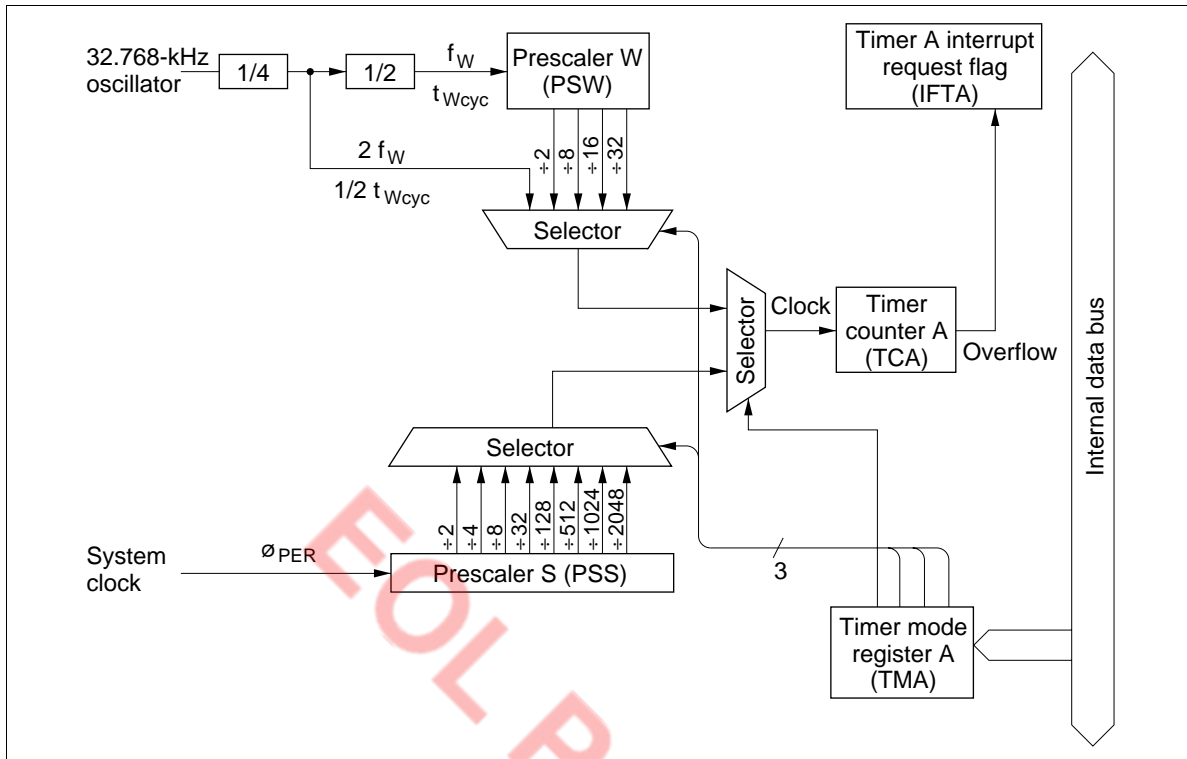 32.768-kHz
oscillator
1/4
1/2
fW
tWcyc
Prescaler W
(PSW)
Timer A interrupt
request flag
(IFTA)
2 fW
1/2 tWcyc
÷2
÷8
÷16
÷32
Selector
Selector
Clock
Timer
counter A
(TCA)
Overflow
Internal data bus
Selector
÷2
÷4
÷8
÷32
÷128
÷512
÷1024
÷2048
System
clock
øPER
Prescaler S (PSS)
3
Timer mode
register A
(TMA)
EOL P